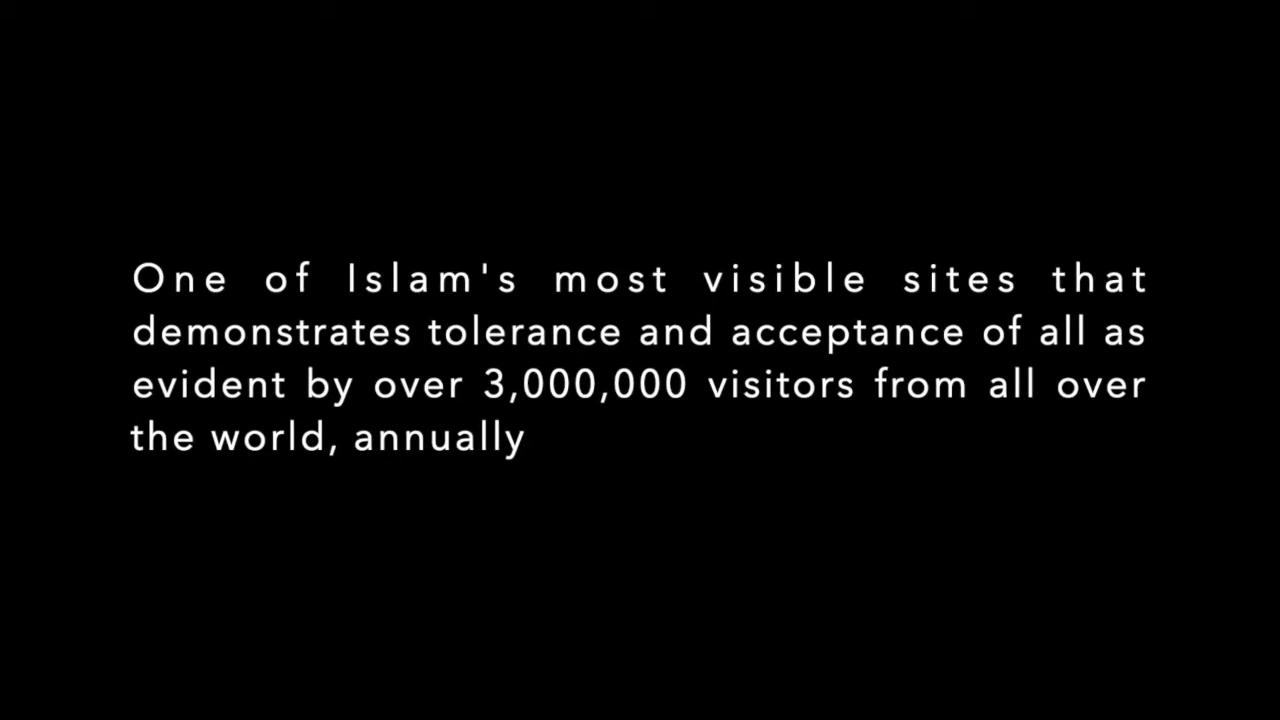 One of Islam's most visible sites that
demonstrates tolerance and acceptance of all as
evident by over 3,000,000 visitors from all over
the world, annually